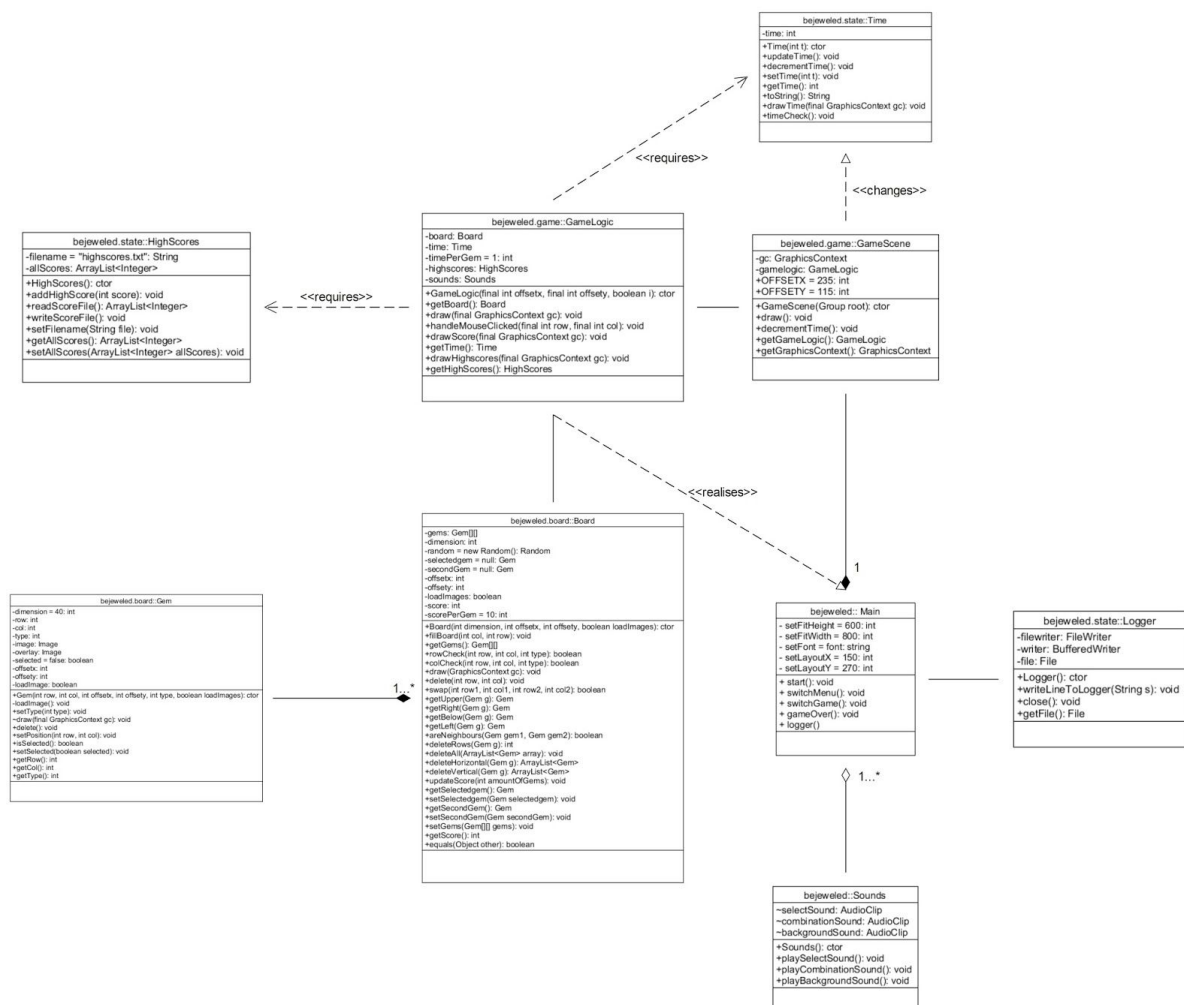 bejeweled.state::Time
-time: int
+Time(int t): ctor
+updateTime(): void
+decrementTime(): void
+setTime(int t): void
+getTime(): int
+toString(): String
+drawTime(final GraphicsContext gc): void
+timeCheck(): void
<<requires>>
<<changes>>
bejeweled.state::HighScores
-filename = "highscores.txt": String
-allScores: ArrayList<Integer>
+HighScores(): ctor
+addHighScore(int score): void
+readScoreFile(): ArrayList<Integer>
+writeScoreFile(): void
+setFilename(String file): void
+getAllScores(): ArrayList<Integer>
+setAllScores(ArrayList<Integer> allScores): void
<<requires>>
bejeweled.game::GameLogic
-board: Board
-time: Time
-timePerGem = 1: int
-highscores: HighScores
-sounds: Sounds
+GameLogic(final int offsetx, final int offsety, boolean i): ctor
+getBoard(): Board
+draw(final GraphicsContext gc): void
+handleMouseClicked(final int row, final int col): void
+drawScore(final GraphicsContext gc): void
+getTime(): Time
+drawHighscores(final GraphicsContext gc): void
+getHighScores(): HighScores
bejeweled.game::GameScene
-gc: GraphicsContext
-gamelogic: GameLogic
+OFFSETX = 235: int
+OFFSETY = 115: int
+GameScene(Group root): ctor
+draw(): void
+decrementTime(): void
+getGameLogic(): GameLogic
+getGraphicsContext(): GraphicsContext
<<realises>>
bejeweled.board::Gem
-dimension = 40: int
-row: int
-col: int
-type: int
-image: Image
-overlay: Image
-selected = false: boolean
-offsetx: int
-offsety: int
-loadImage: boolean
+Gem(int row, int col, int offsetx, int offsety, int type, boolean loadImages): ctor
-loadImage(): void
+setType(int type): void
~draw(final GraphicsContext gc): void
+delete(): void
+setPosition(int row, int col): void
+isSelected(): boolean
+setSelected(boolean selected): void
+getRow(): int
+getCol(): int
+getType(): int
1...*
bejeweled.board::Board
-gems: Gem[][]
-dimension: int
-random = new Random(): Random
-selectedgem = null: Gem
-secondGem = null: Gem
-offsetx: int
-offsety: int
-loadImages: boolean
-score: int
-scorePerGem = 10: int
+Board(int dimension, int offsetx, int offsety, boolean loadImages): ctor
+fillBoard(int col, int row): void
+getGems(): Gem[][]
+rowCheck(int row, int col, int type): boolean
+colCheck(int row, col, int type): boolean
+draw(GraphicsContext gc): void
+delete(int row, int col): void
+swap(int row1, int col1, int row2, int col2): boolean
+getUpper(Gem g): Gem
+getRight(Gem g): Gem
+getBelow(Gem g): Gem
+getLeft(Gem g): Gem
+areNeighbours(Gem gem1, Gem gem2): boolean
+deleteRows(Gem g): int
+deleteAll(ArrayList<Gem> array): void
+deleteHorizontal(Gem g): ArrayList<Gem>
+deleteVertical(Gem g): ArrayList<Gem>
+updateScore(int amountOfGems): void
+getSelectedgem(): Gem
+setSelectedgem(Gem selectedgem): void
+getSecondGem(): Gem
+setSecondGem(Gem secondGem): void
+setGems(Gem[][] gems): void
+getScore(): int
+equals(Object other): boolean
1
bejeweled:: Main
- setFitHeight = 600: int
- setFitWidth = 800: int
- setFont = font: string
- setLayoutX = 150: int
- setLayoutY = 270: int
+ start(): void
+ switchMenu(): void
+ switchGame(): void
+ gameOver(): void
+ logger()
1...*
bejeweled.state::Logger
-filewriter: FileWriter
-writer: BufferedWriter
-file: File
+Logger(): ctor
+writeLineToLogger(String s): void
+close(): void
+getFile(): File
bejeweled::Sounds
~selectSound: AudioClip
~combinationSound: AudioClip
~backgroundSound: AudioClip
+Sounds(): ctor
+playSelectSound(): void
+playCombinationSound(): void
+playBackgroundSound(): void